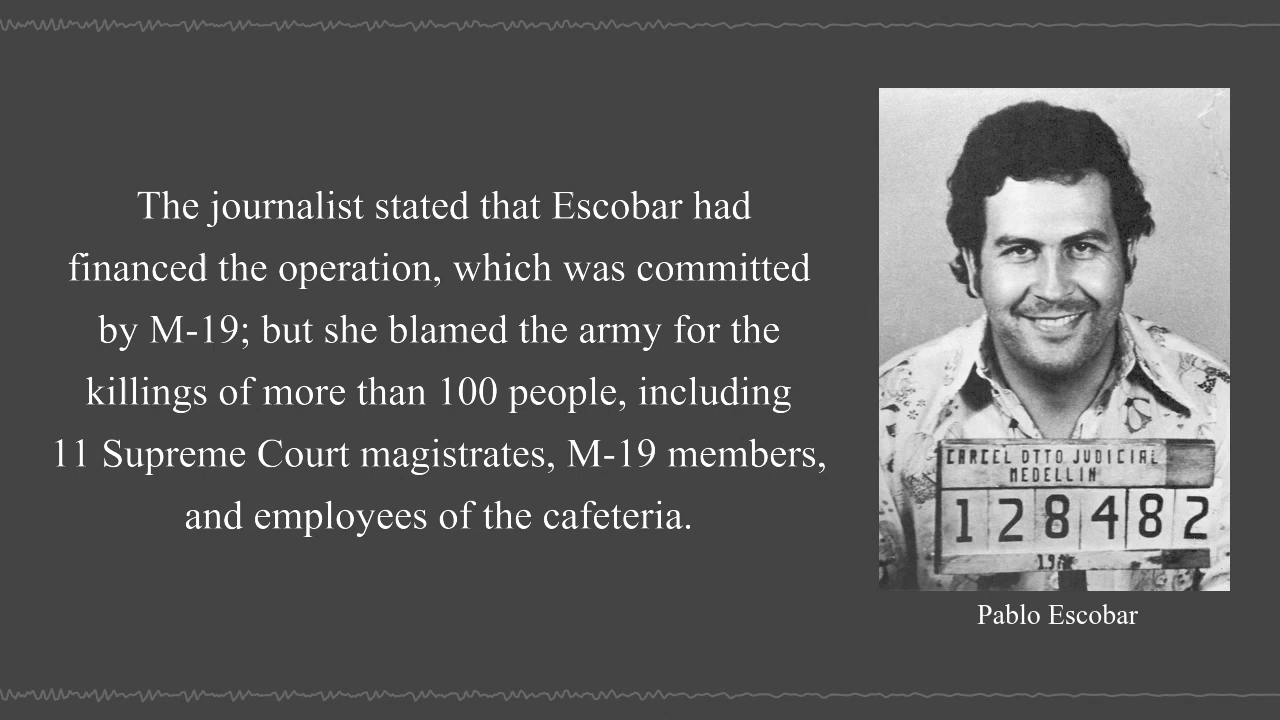 The journalist stated that Escobar had
financed the operation, which was committed
by M-19; but she blamed the army for the
killings of more than 100 people, including
11 Supreme Court magistrates, M-19 members,
and employees of the cafeteria.
CARCEL DTTO JUDICIAL
MEDELLIN
128482
Pablo Escobar